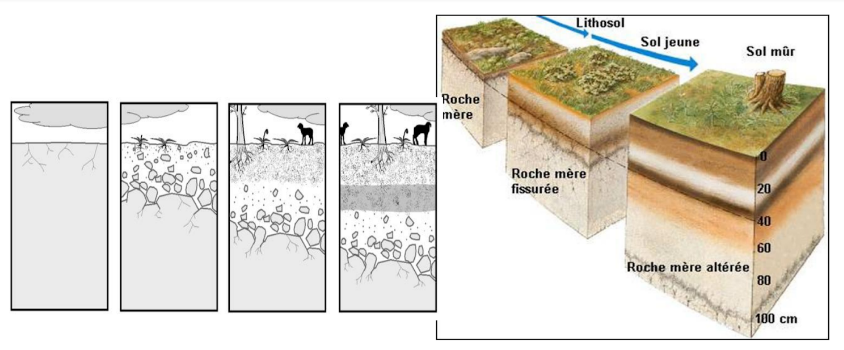 Lithosol
Sol jeune
Sol mûr
Roche
mère
Roche mère
fissurée
Roche mère altérée
0
20
40
60
80
100 cm